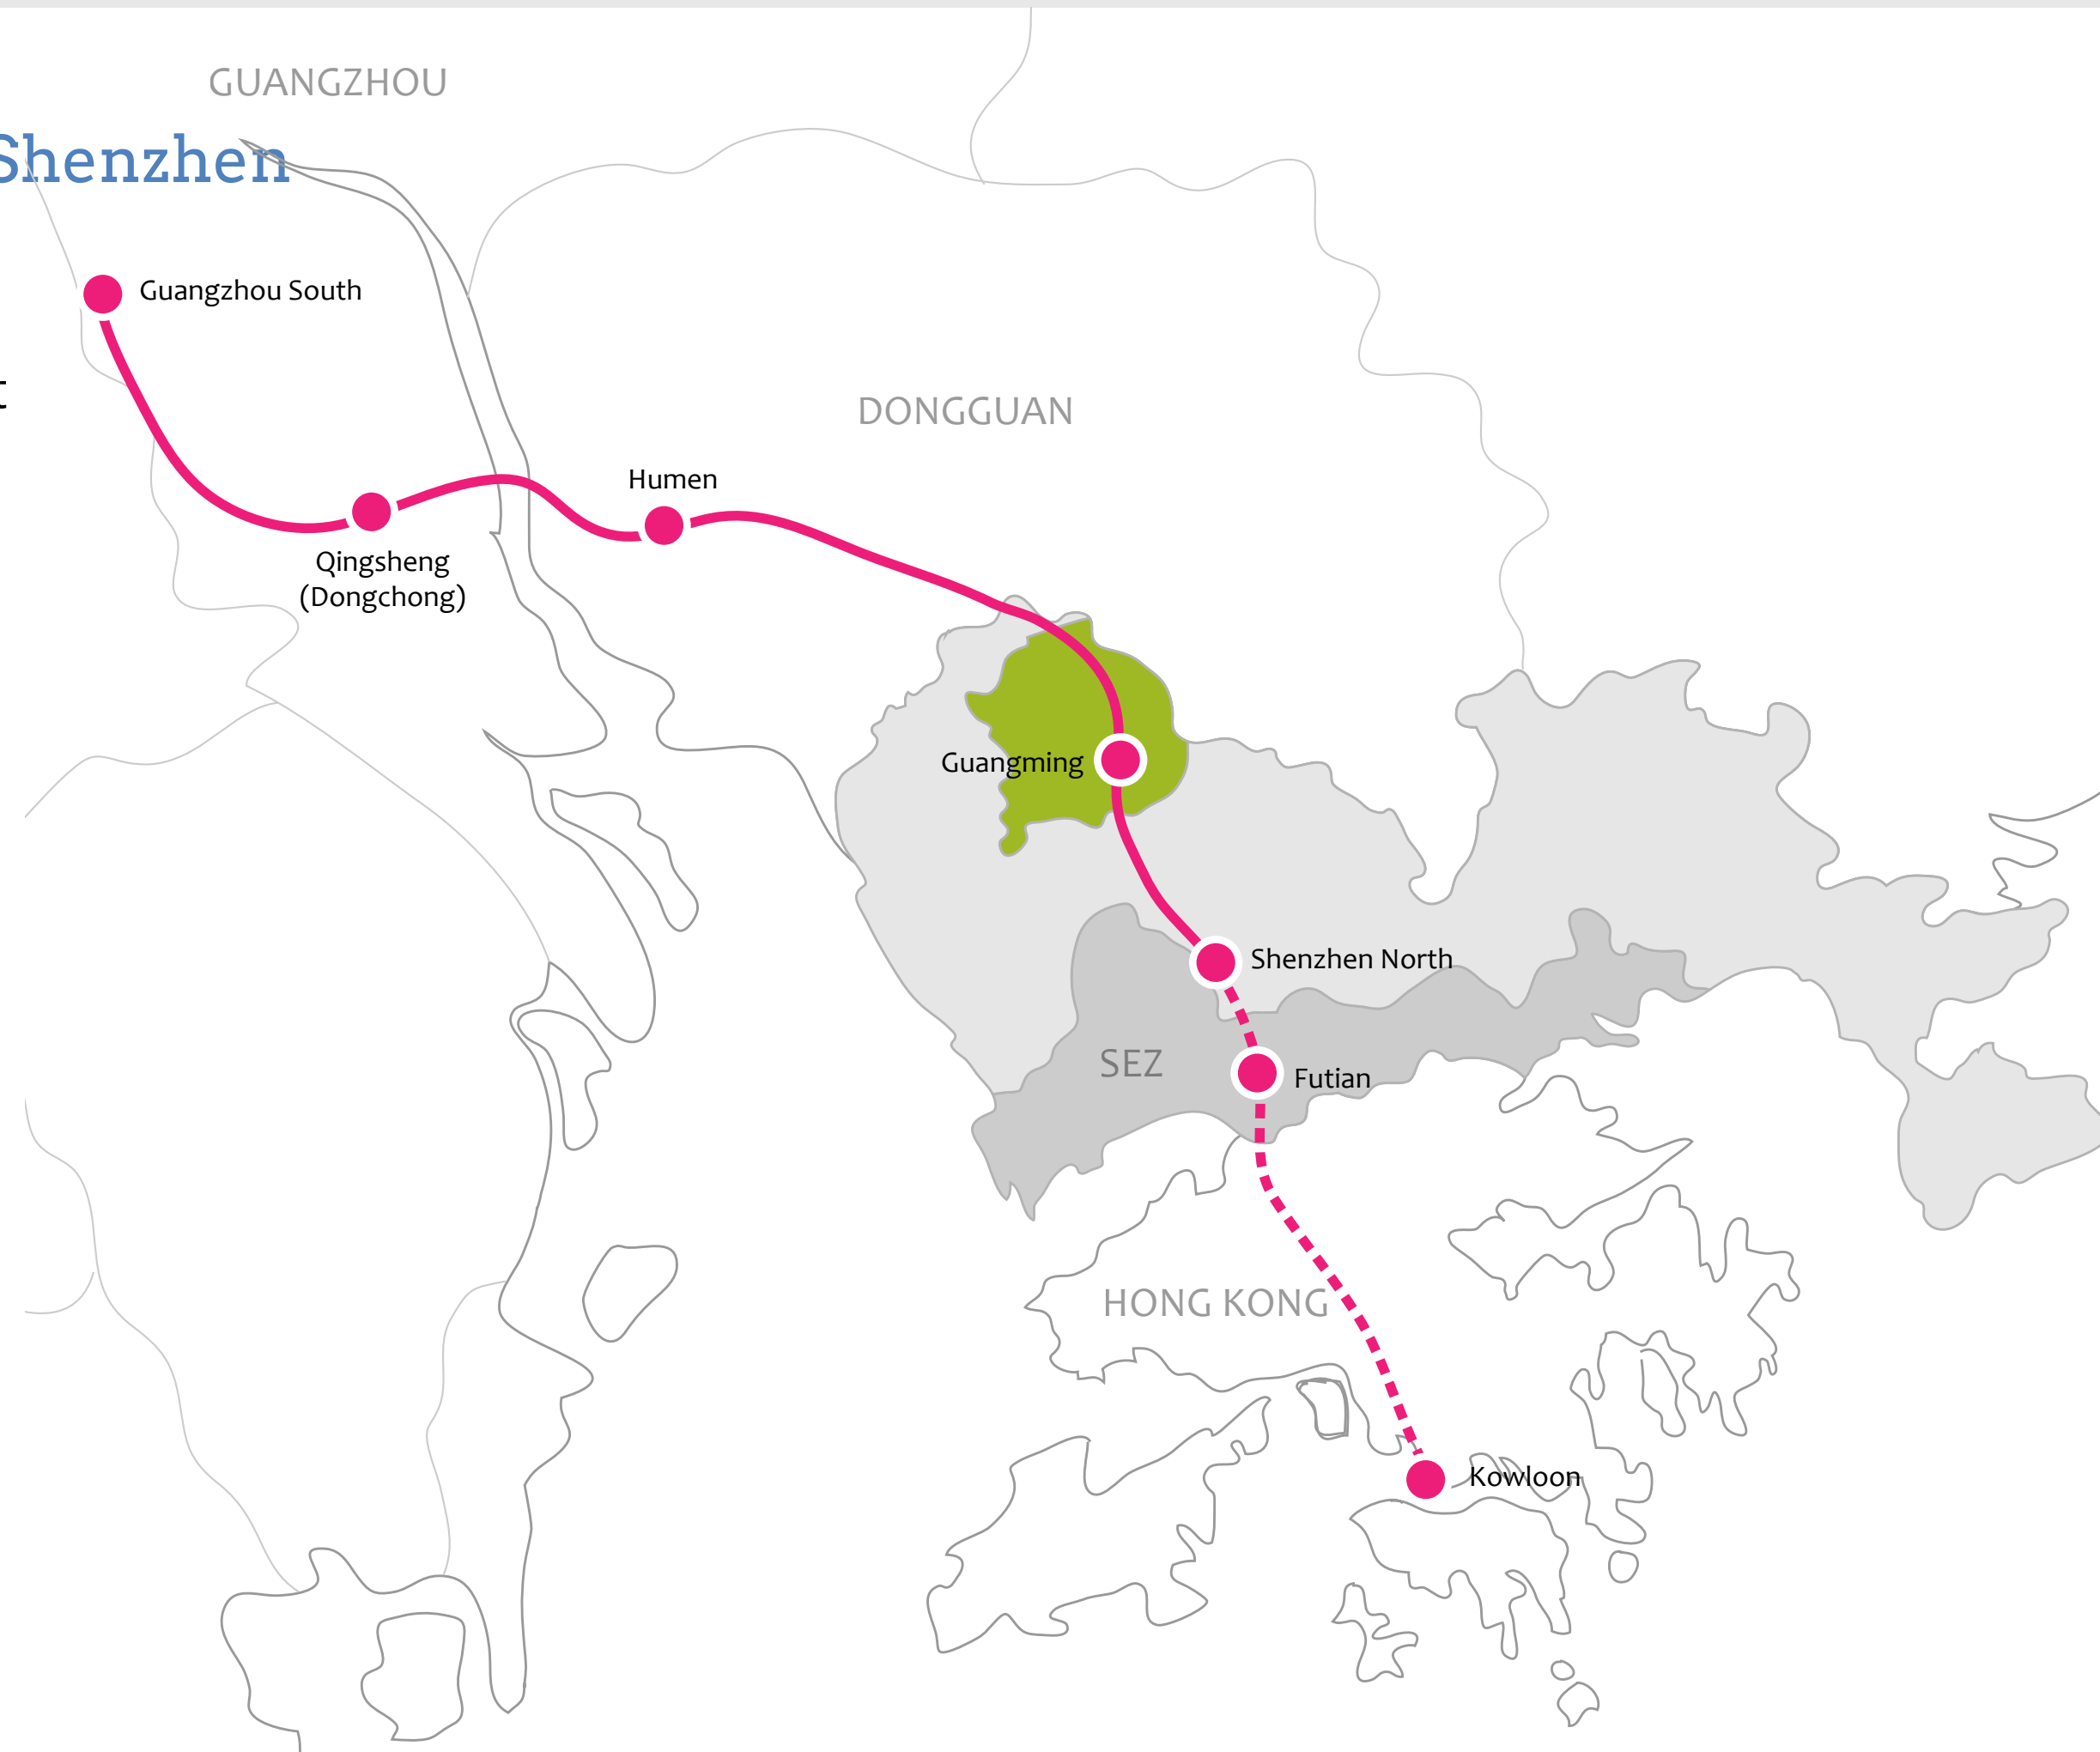 GUANGZHOU
Shenzhen
Guangzhou South
t
DONGGUAN
Humen
Qingsheng
(Dongchong)
Guangming
Shenzhen North
SEZ
Futian
HONG KONG
Kowloon